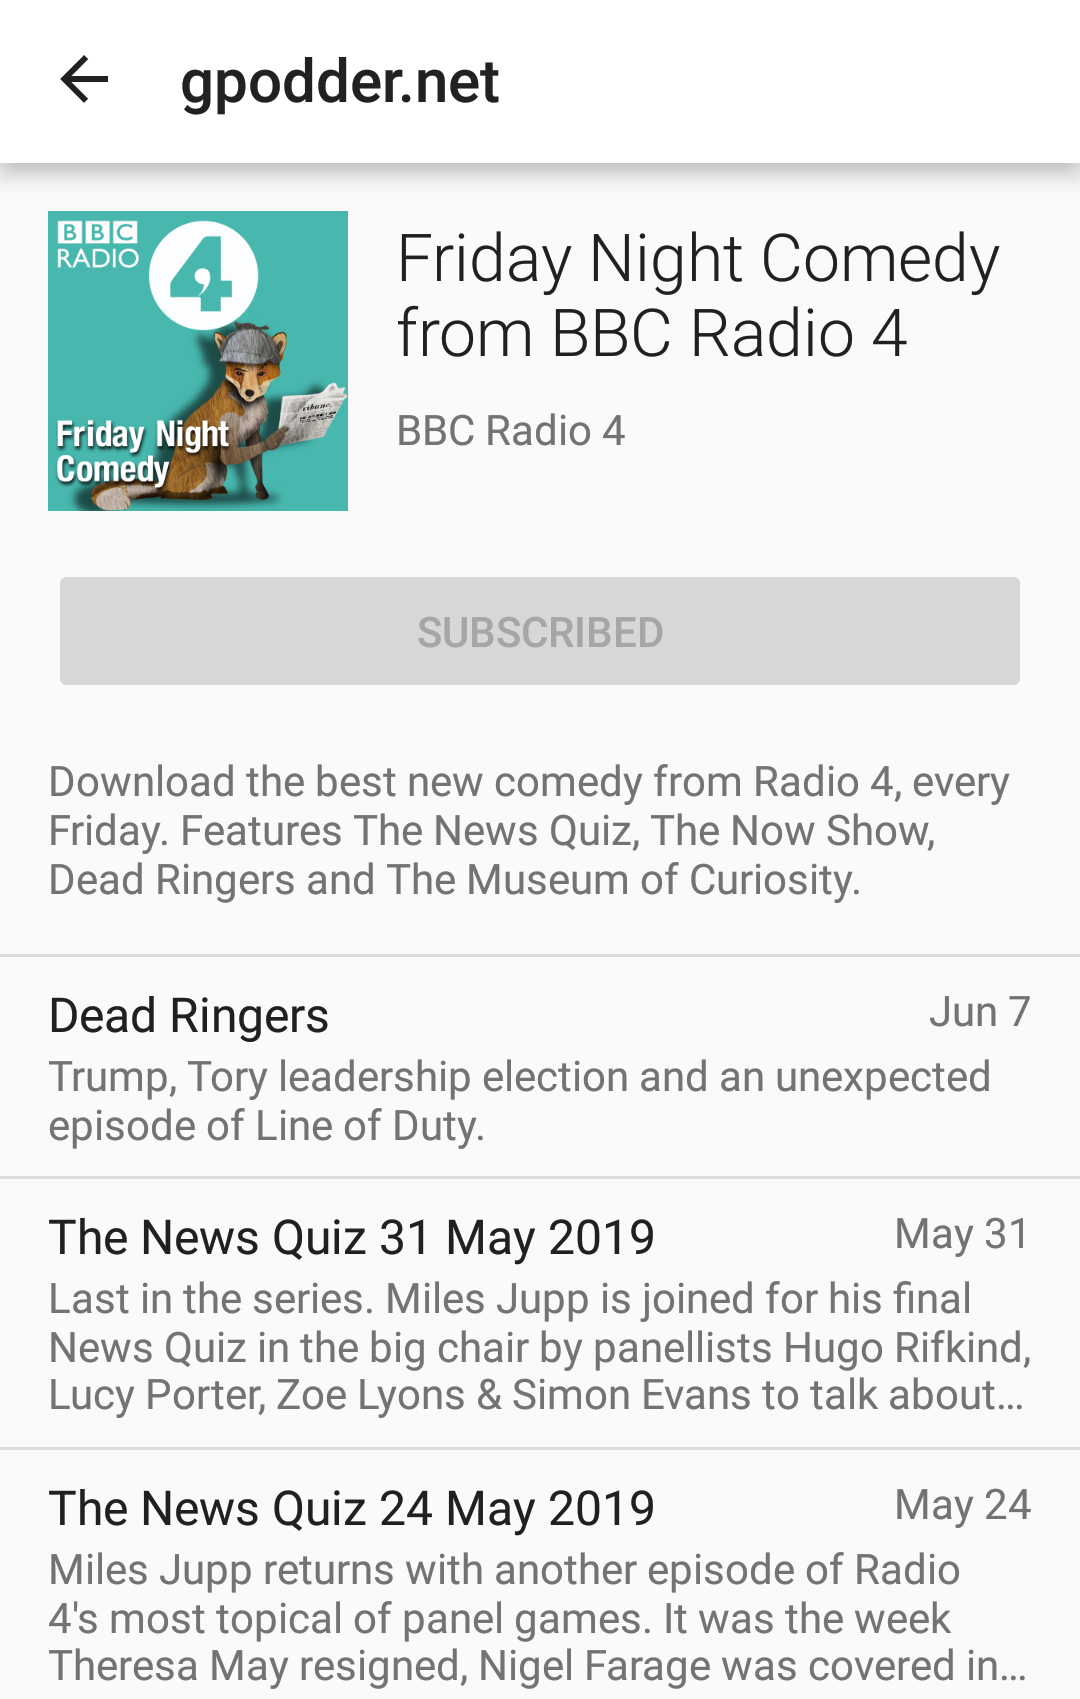 gpodder.net
BBC
RADIO 4
Friday Night
Comedy
Friday Night Comedy
from BBC Radio 4
BBC Radio 4
SUBSCRIBED
Download the best new comedy from Radio 4, every
Friday. Features The News Quiz, The Now Show,
Dead Ringers and The Museum of Curiosity.
Dead Ringers Jun 7
Trump, Tory leadership election and an unexpected
episode of Line of Duty.
The News Quiz 31 May 2019 May 31
Last in the series. Miles Jupp is joined for his final
News Quiz in the big chair by panellists Hugo Rifkind,
Lucy Porter, Zoe Lyons & Simon Evans to talk about...
The News Quiz 24 May 2019 May 24
Miles Jupp returns with another episode of Radio
4's most topical of panel games. It was the week
Theresa May resigned, Nigel Farage was covered in...